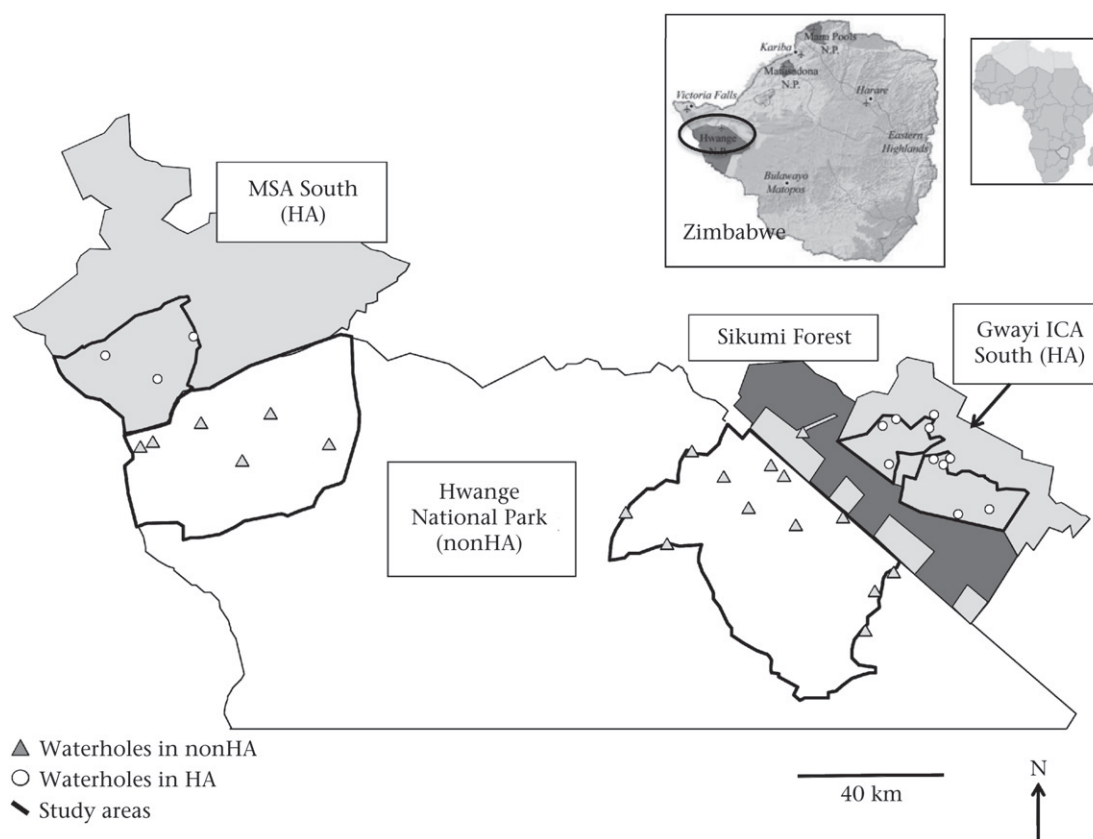 Mana Pools
N.P.
Kariba
Matusadona
N.P.
Victoria Falls
Harare
Hwange
N.P.
Eastern
Highlands
Bulawayo
Matopos
Zimbabwe
MSA South
(HA)
Sikumi Forest
Gwayi ICA
South (HA)
Hwange
National Park
(nonHA)
Waterholes in nonHA
Waterholes in HA
Study areas
40 km
N